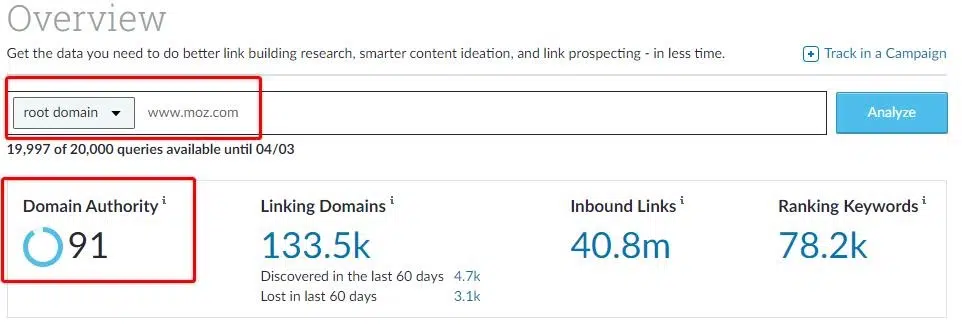 Overview
Get the data you need to do better link building research, smarter content ideation, and link prospecting - in less time.
Track in a Campaign
root domain www.moz.com
Analyze
19,997 of 20,000 queries available until 04/03
Domain Authority i
91
Linking Domains i
133.5k
Discovered in the last 60 days 4.7k
Lost in last 60 days 3.1k
Inbound Links i
40.8m
Ranking Keywords i
78.2k